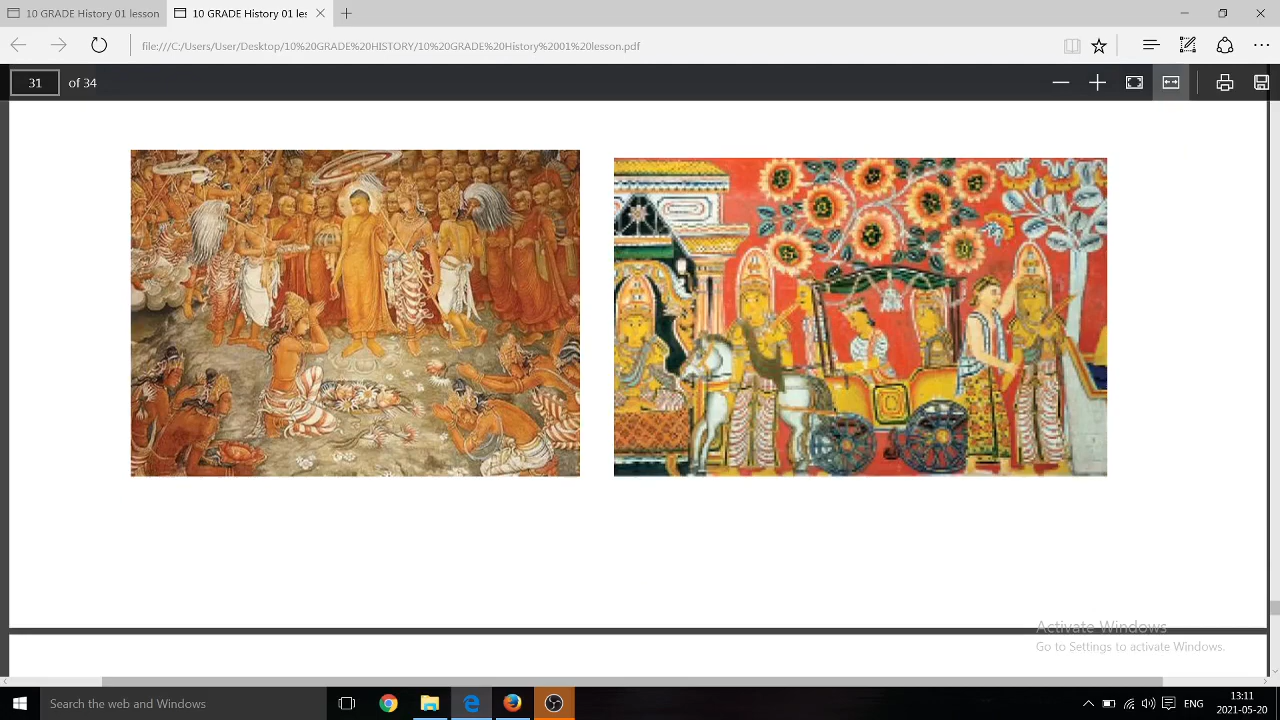 10 GRADE History 01 lesson
10 GRADE History 01 les
file:///C:/Users/User/Desktop/10%20GRADE%20HISTORY/10%20GRADE%20History%2001%20lesson.pdf
31 of 34
Activate Windows
Go to Settings to activate Windows.
Search the web and Windows
ENG
13:11
2021-05-20